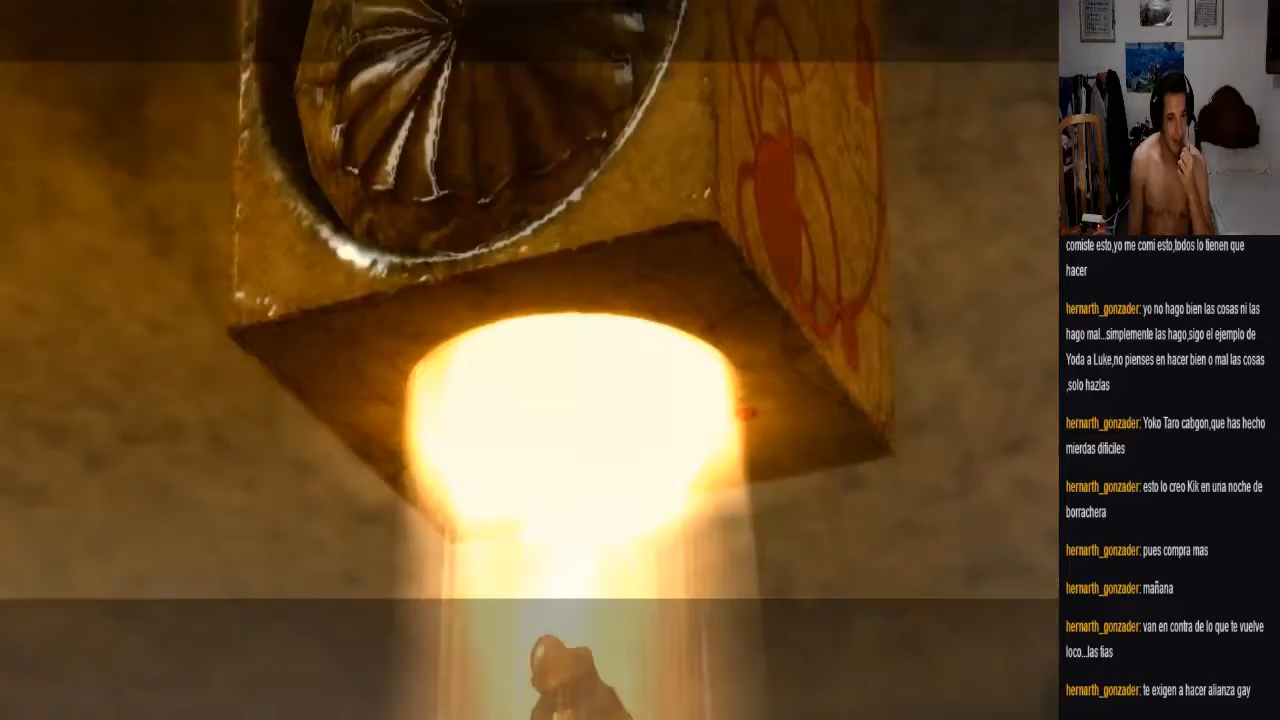 comiste esto,yo me comi esto,todos lo tienen que
hacer
hernarth_gonzader: yo no hago bien las cosas ni las
hago mal...simplemente las hago,sigo el ejemplo de
Yoda a Luke,no pienses en hacer bien o mal las cosas
,solo hazlas
hernarth_gonzader: Yoko Taro cabgon,que has hecho
mierdas dificiles
hernarth_gonzader: esto lo creo Kik en una noche de
borrachera
hernarth_gonzader: pues compra mas
hernarth_gonzader: mañana
hernarth_gonzader: van en contra de lo que te vuelve
loco...las tias
hernarth_gonzader: te exigen a hacer alianza gay